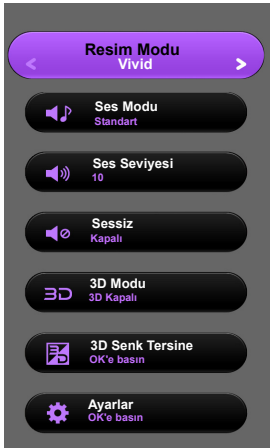 Resim Modu
Vivid
Ses Modu
Standart
Ses Seviyesi
10
Sessiz
Kapalı
3D Modu
3D Kapalı
3D Senk Tersine
OK'e basın
Ayarlar
OK'e basın